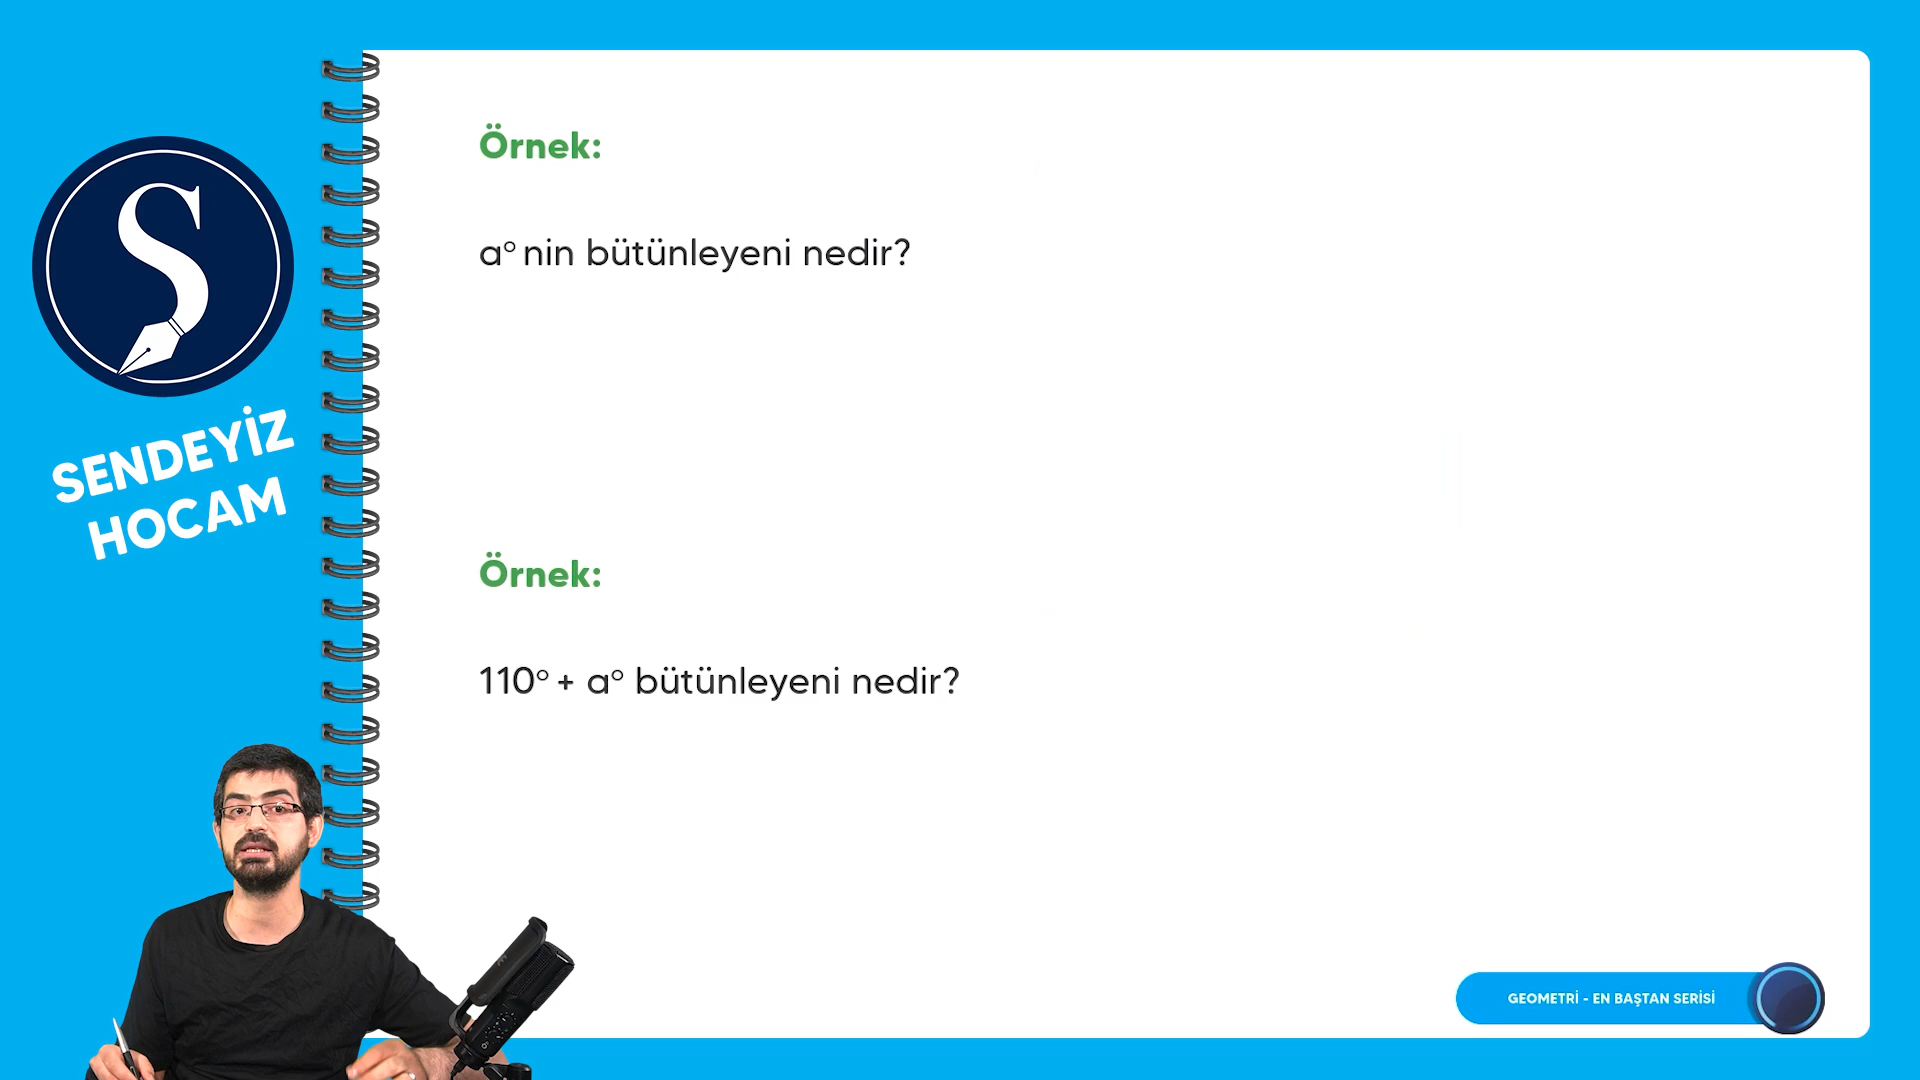 SENDEYİZ
HOCAM
Örnek:
a° nin bütünleyeni nedir?
Örnek:
110° + a° bütünleyeni nedir?
GEOMETRİ - EN BAŞTAN SERİSİ